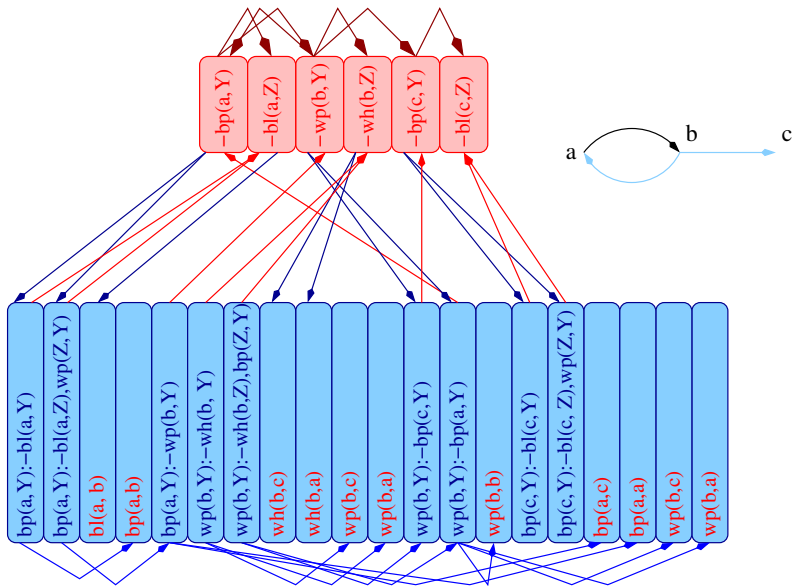 −bp(a,Y)
−bl(a,Z)
−wp(b,Y)
−wh(b,Z)
−bp(c,Y)
−bl(c,Z)
a
b
c
bp(a,Y):−bl(a,Y)
bp(a,Y):−bl(a,Z),wp(Z,Y)
bl(a, b)
bp(a,b)
bp(a,Y):−wp(b,Y)
wp(b,Y):−wh(b, Y)
wp(b,Y):−wh(b,Z),bp(Z,Y)
wh(b,c)
wh(b,a)
wp(b,c)
wp(b,a)
wp(b,Y):−bp(c,Y)
wp(b,Y):−bp(a,Y)
wp(b,b)
bp(c,Y):−bl(c,Y)
bp(c,Y):−bl(c, Z),wp(Z,Y)
bp(a,c)
bp(a,a)
wp(b,c)
wp(b,a)